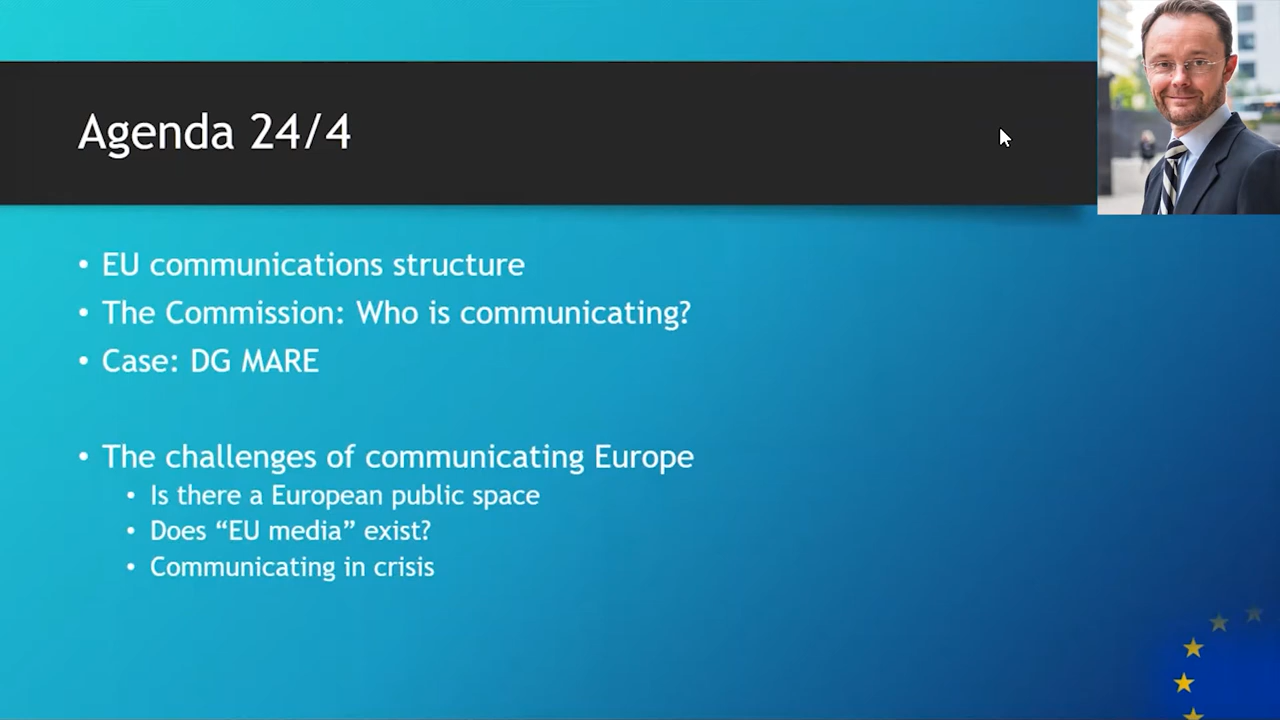 Agenda 24/4
• EU communications structure
• The Commission: Who is communicating?
• Case: DG MARE
• The challenges of communicating Europe
• Is there a European public space
• Does “EU media” exist?
• Communicating in crisis